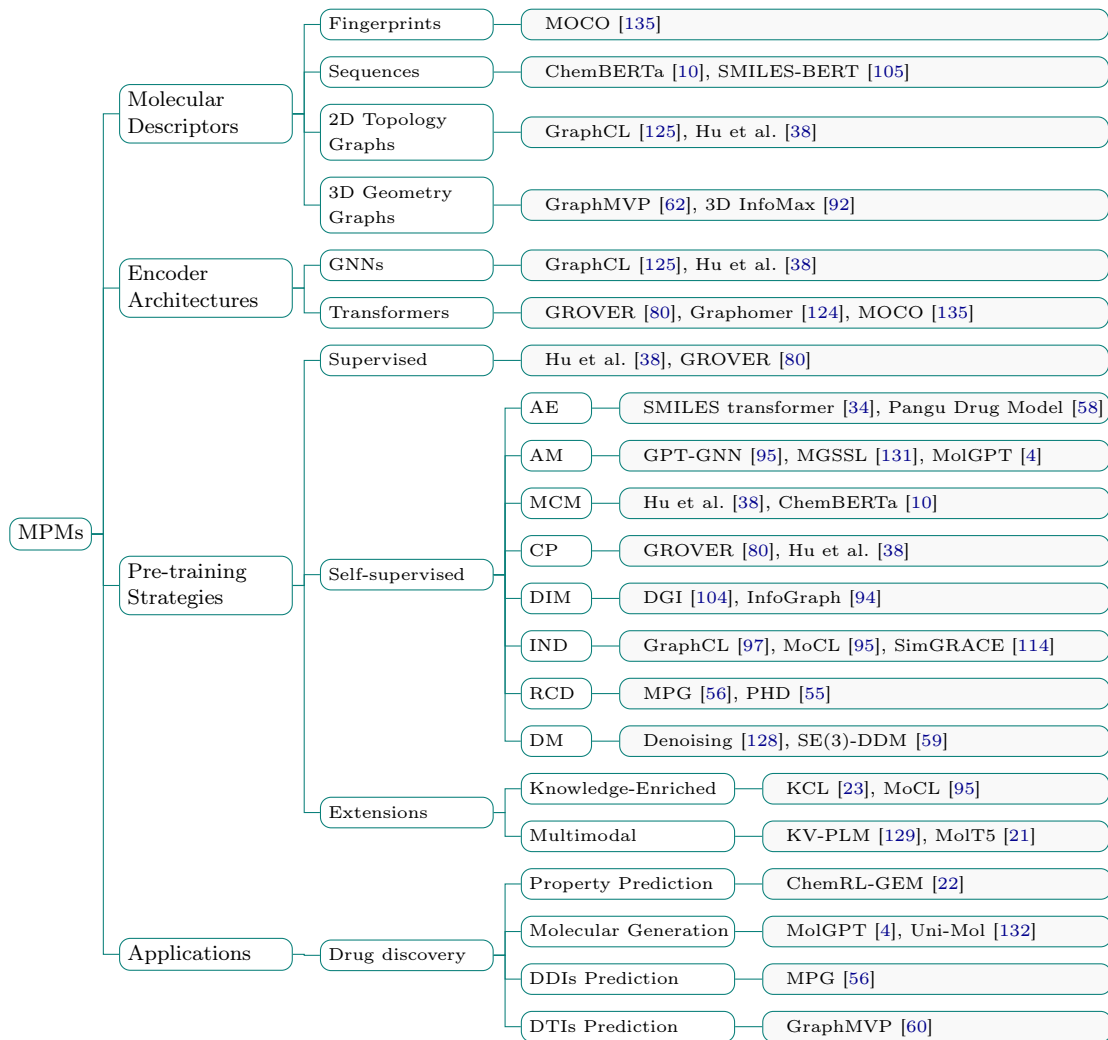 MPMs
Molecular
Descriptors
Fingerprints
MOCO [135]
Sequences
ChemBERTa [10], SMILES-BERT [105]
2D Topology
Graphs
GraphCL [125], Hu et al. [38]
3D Geometry
Graphs
GraphMVP [62], 3D InfoMax [92]
Encoder
Architectures
GNNs
GraphCL [125], Hu et al. [38]
Transformers
GROVER [80], Graphomer [124], MOCO [135]
Pre-training
Strategies
Supervised
Hu et al. [38], GROVER [80]
Self-supervised
AE
SMILES transformer [34], Pangu Drug Model [58]
AM
GPT-GNN [95], MGSSL [131], MolGPT [4]
MCM
Hu et al. [38], ChemBERTa [10]
CP
GROVER [80], Hu et al. [38]
DIM
DGI [104], InfoGraph [94]
IND
GraphCL [97], MoCL [95], SimGRACE [114]
RCD
MPG [56], PHD [55]
DM
Denoising [128], SE(3)-DDM [59]
Extensions
Knowledge-Enriched
KCL [23], MoCL [95]
Multimodal
KV-PLM [129], MolT5 [21]
Applications
Drug discovery
Property Prediction
ChemRL-GEM [22]
Molecular Generation
MolGPT [4], Uni-Mol [132]
DDIs Prediction
MPG [56]
DTIs Prediction
GraphMVP [60]